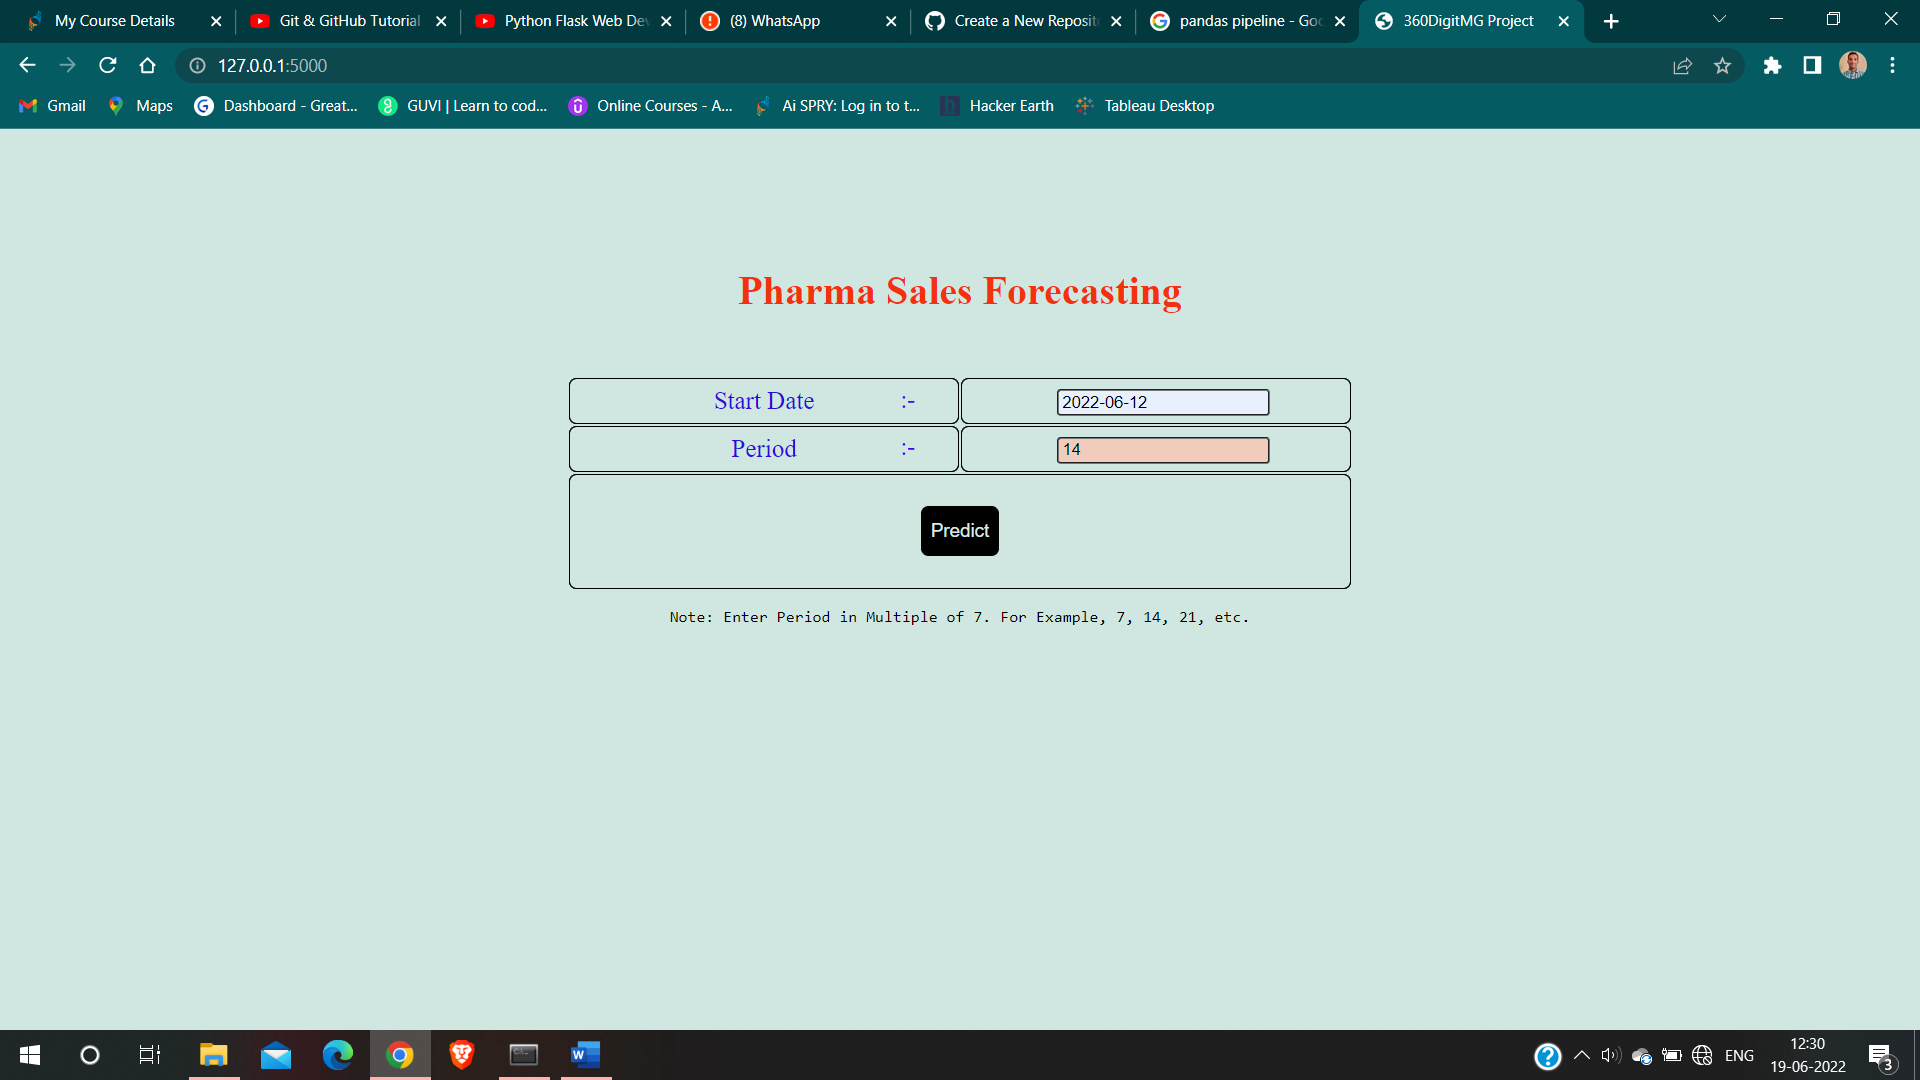 My Course Details
Git & GitHub Tutorial
Python Flask Web Dev
(8) WhatsApp
Create a New Reposito
pandas pipeline - Goo
360DigitMG Project
127.0.0.1:5000
Gmail
Maps
Dashboard - Great...
GUVI | Learn to cod...
Online Courses - A...
Ai SPRY: Log in to t...
Hacker Earth
Tableau Desktop
Pharma Sales Forecasting
Start Date :- 2022-06-12
Period :- 14
Predict
Note: Enter Period in Multiple of 7. For Example, 7, 14, 21, etc.
ENG
12:30
19-06-2022
3